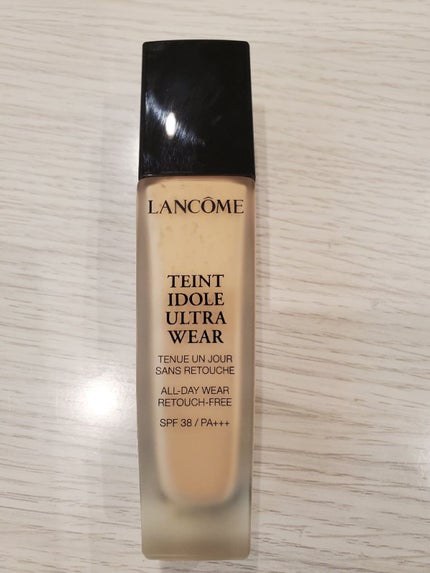 LANCÔME
TEINT
IDOLE
ULTRA
WEAR
TENUE UN JOUR
SANS RETOUCHE
ALL-DAY WEAR
RETOUCH-FREE
SPF 38 / PA+++